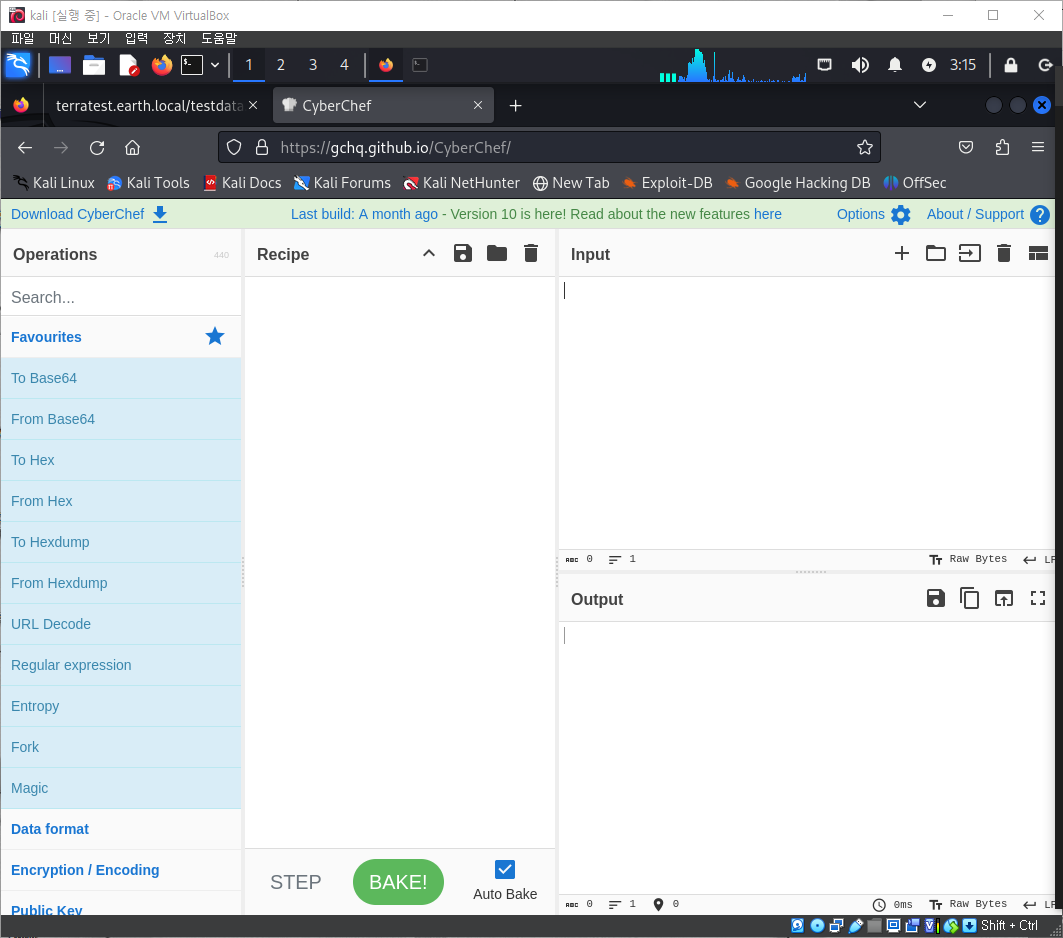 kali [실행 중] - Oracle VM VirtualBox
파일 머신 보기 입력 장치 도움말
1 2 3 4 3:15
terratest.earth.local/testdata CyberChef
https://gchq.github.io/CyberChef/
Kali Linux Kali Tools Kali Docs Kali Forums Kali NetHunter New Tab Exploit-DB Google Hacking DB OffSec
Download CyberChef Last build: A month ago - Version 10 is here! Read about the new features here Options About / Support
Operations 440 Recipe Input
Search...
Favourites
To Base64
From Base64
To Hex
From Hex
To Hexdump
From Hexdump
URL Decode
Regular expression
Entropy
Fork
Magic
Data format
Encryption / Encoding
Public Key
STEP BAKE! Auto Bake
ABC 0 1 Tт Raw Bytes LF
Output
ABC 0 1 0 0ms Tт Raw Bytes LF
Shift + Ctrl